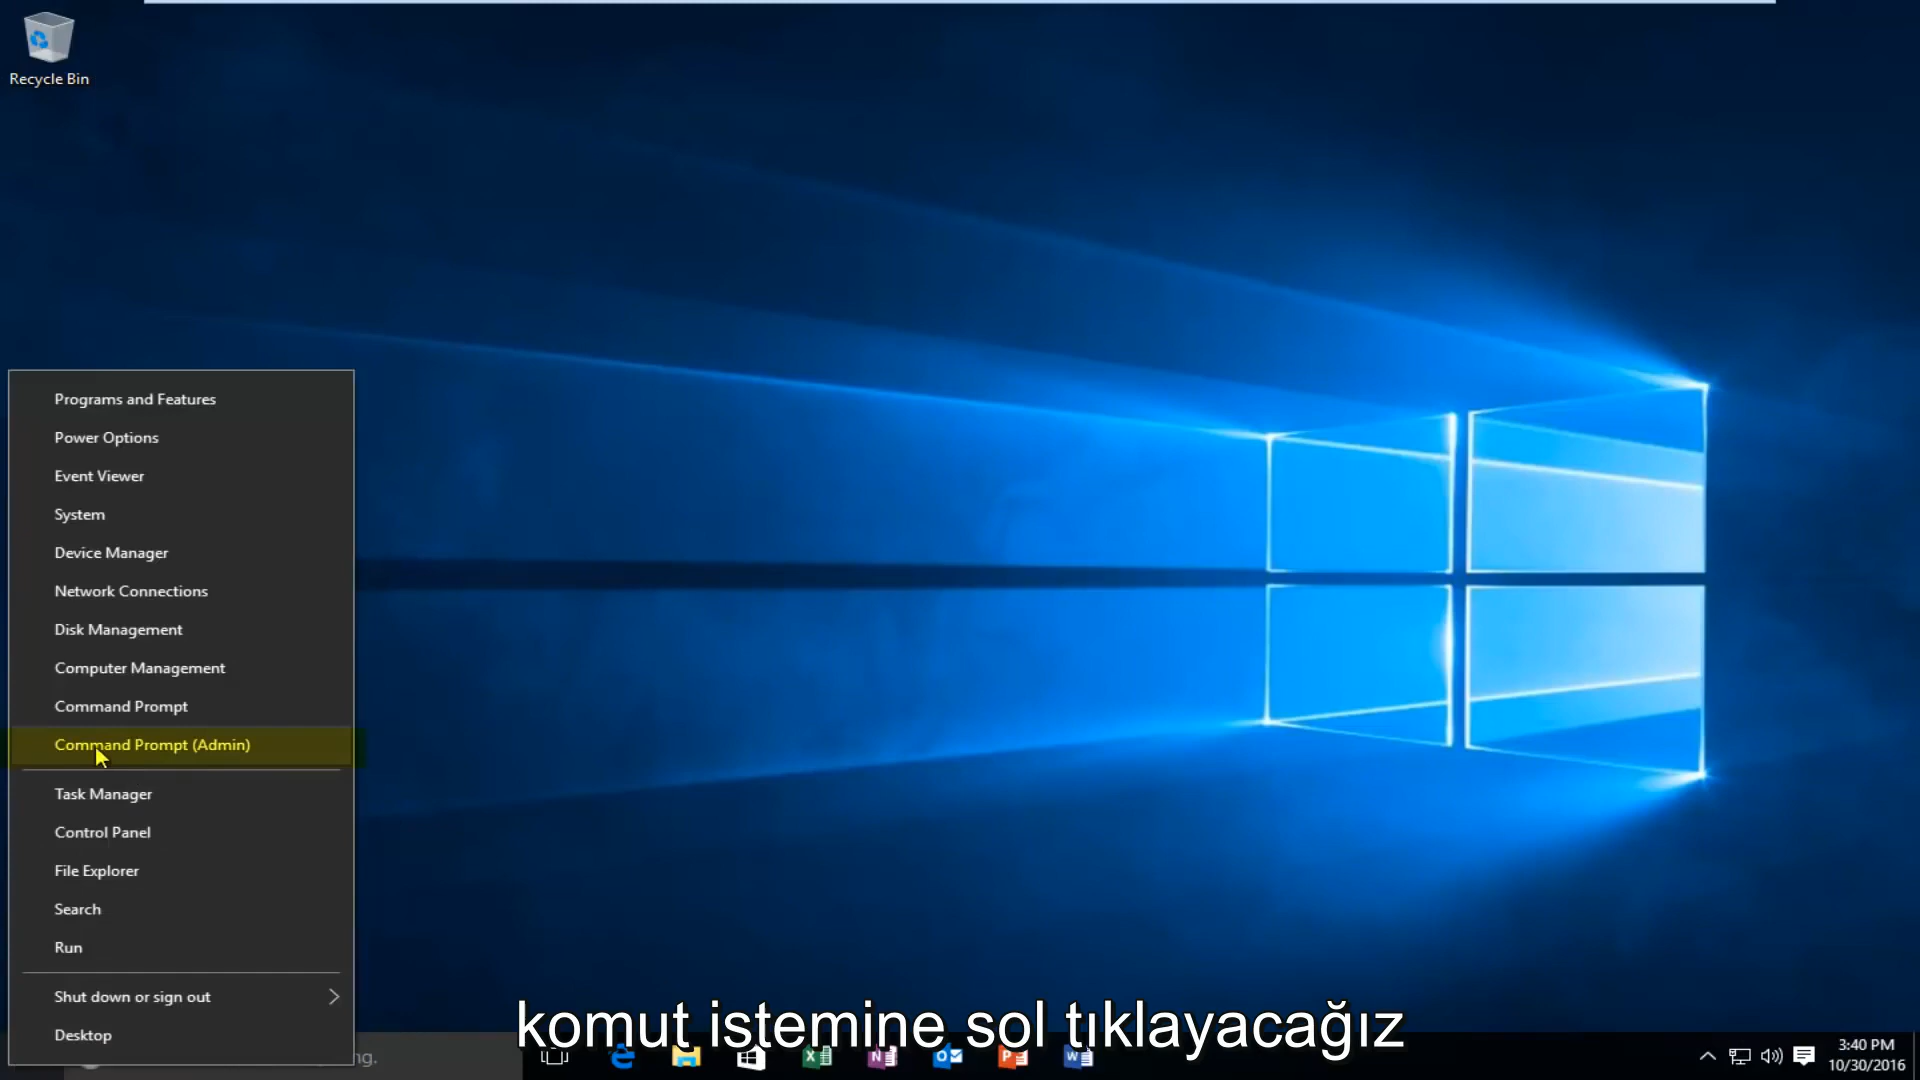 Recycle Bin
Programs and Features
Power Options
Event Viewer
System
Device Manager
Network Connections
Disk Management
Computer Management
Command Prompt
Command Prompt (Admin)
Task Manager
Control Panel
File Explorer
Search
Run
Shut down or sign out
Desktop
komut istemine sol tıklayacağız
ng.
3:40 PM
10/30/2016